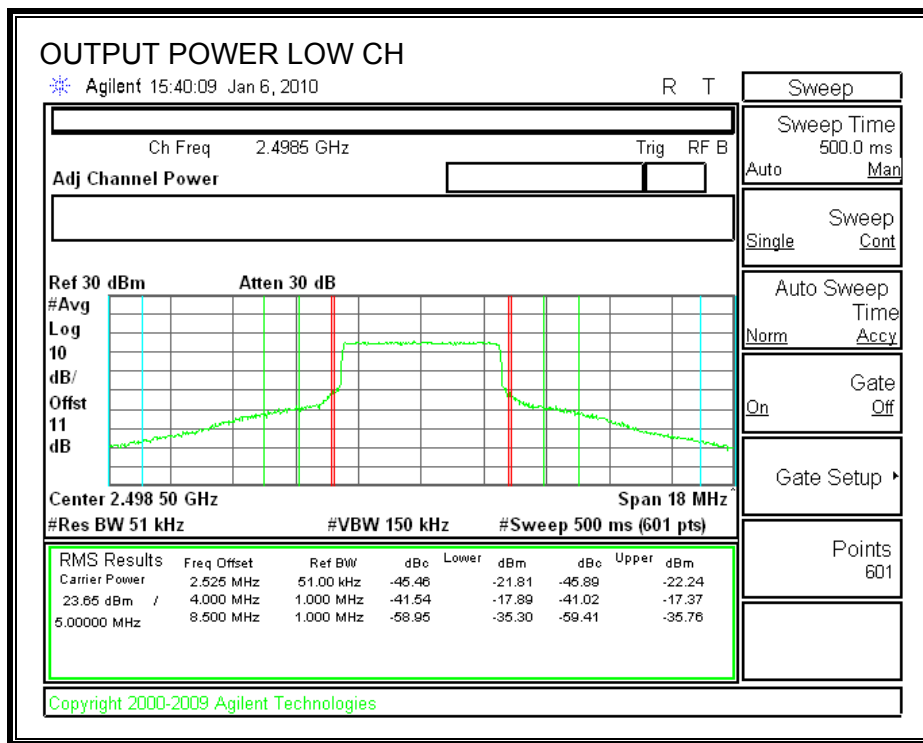 OUTPUT POWER LOW CH
Agilent 15:40:09 Jan 6, 2010 R T
Ch Freq 2.4985 GHz Trig RF B
Adj Channel Power
Ref 30 dBm Atten 30 dB
#Avg
Log
10
dB/
Offst
11
dB
Center 2.498 50 GHz Span 18 MHz^
#Res BW 51 kHz #VBW 150 kHz #Sweep 500 ms (601 pts)
RMS Results Freq Offset Ref BW dBc Lower dBm dBc Upper dBm
Carrier Power 2.525 MHz 51.00 kHz -45.46 -21.81 -45.89 -22.24
23.65 dBm / 4.000 MHz 1.000 MHz -41.54 -17.89 -41.02 -17.37
5.00000 MHz 8.500 MHz 1.000 MHz -58.95 -35.30 -59.41 -35.76
Copyright 2000-2009 Agilent Technologies
Sweep
Sweep Time
500.0 ms
Auto Man
Sweep
Single Cont
Auto Sweep
Time
Norm Accy
Gate
On Off
Gate Setup
Points
601